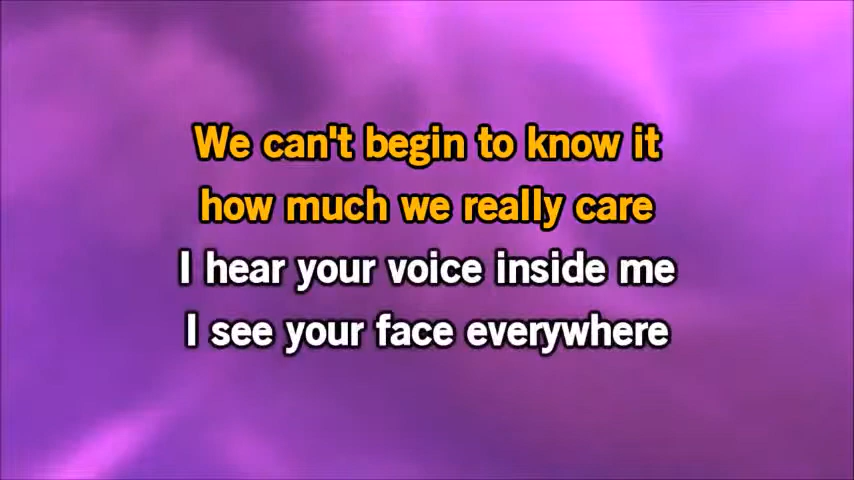 We can't begin to know it
how much we really care
I hear your voice inside me
I see your face everywhere